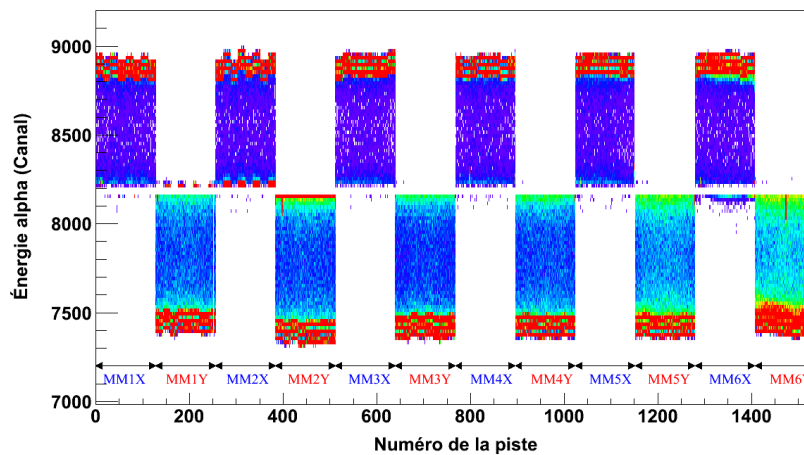 Énergie alpha (Canal)
9000
8500
8000
7500
7000
MM1X MM1Y MM2X MM2Y MM3X MM3Y MM4X MM4Y MM5X MM5Y MM6X MM6Y
0 200 400 600 800 1000 1200 1400
Numéro de la piste